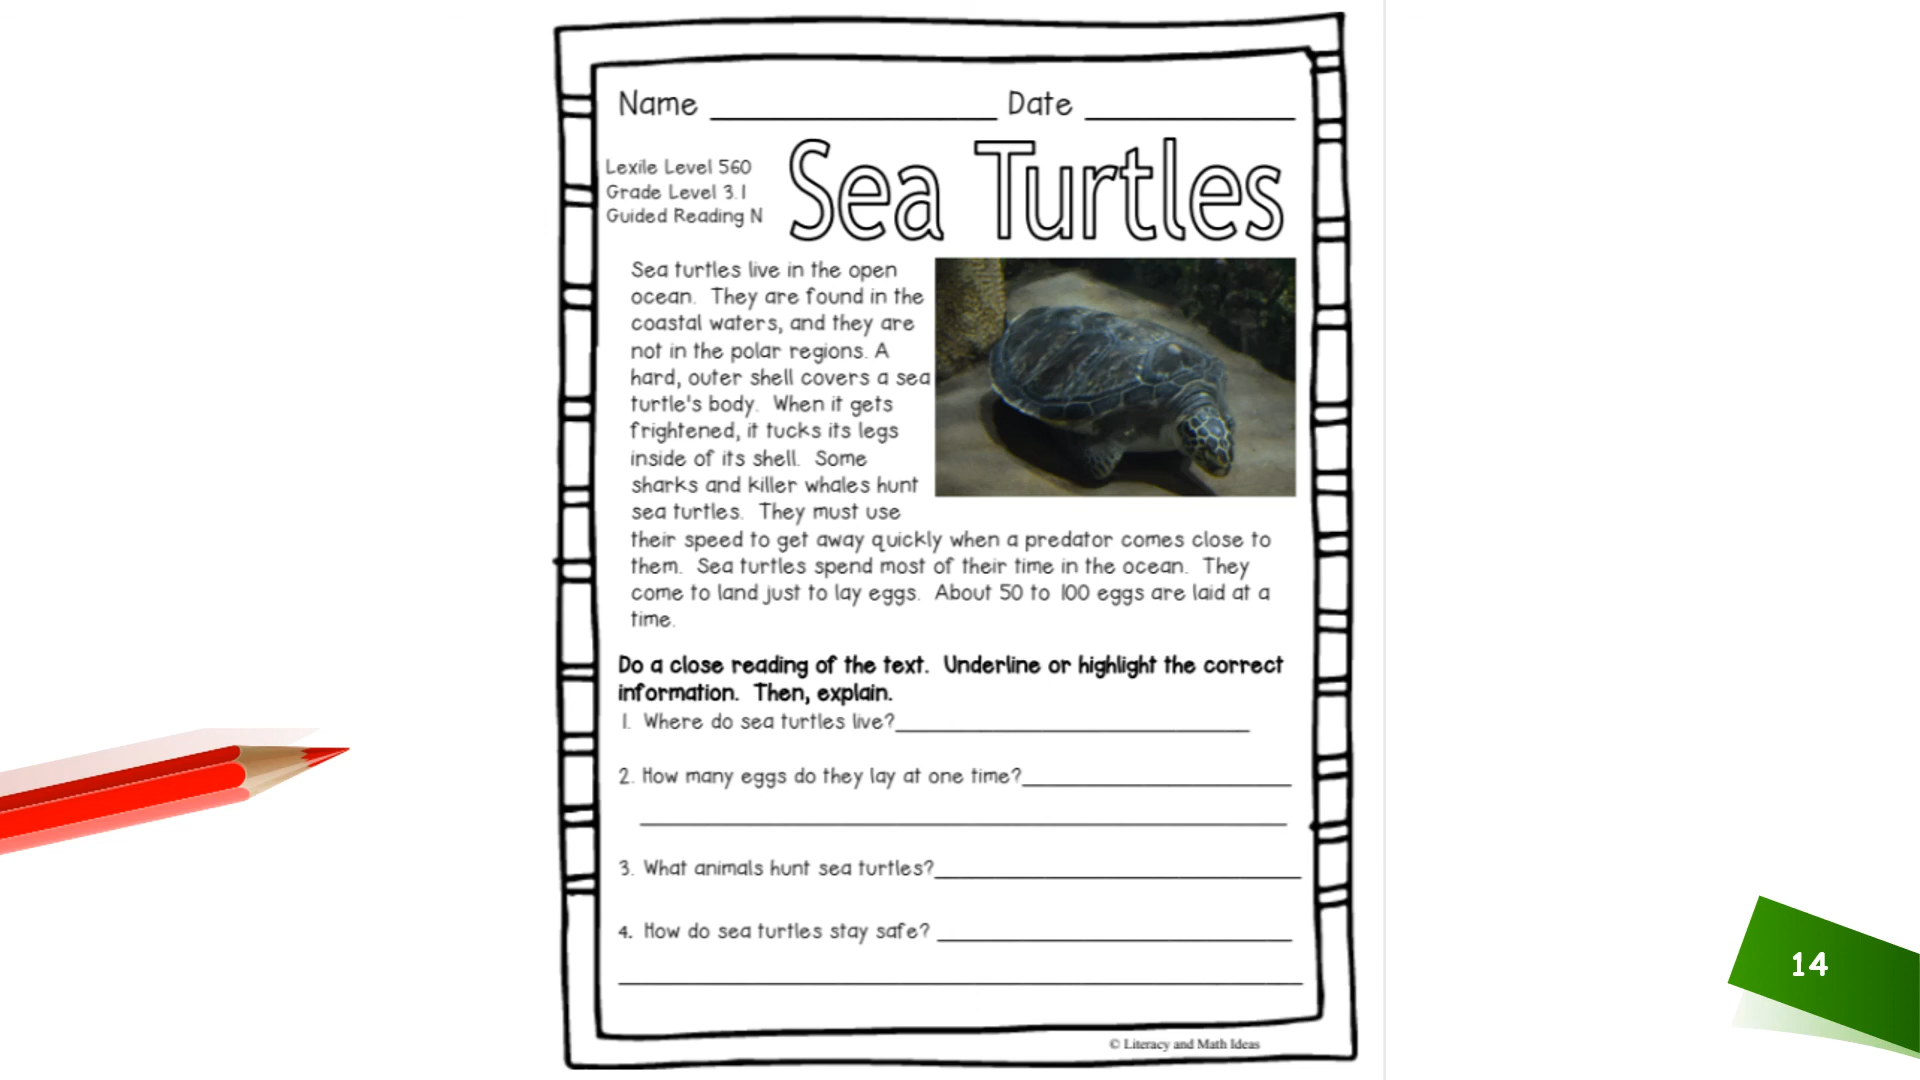 Name Date
Lexile Level 560
Grade Level 3.1
Guided Reading N
Sea Turtles
Sea turtles live in the open
ocean. They are found in the
coastal waters, and they are
not in the polar regions. A
hard, outer shell covers a sea
turtle's body. When it gets
frightened, it tucks its legs
inside of its shell. Some
sharks and killer whales hunt
sea turtles. They must use
their speed to get away quickly when a predator comes close to
them. Sea turtles spend most of their time in the ocean. They
come to land just to lay eggs. About 50 to 100 eggs are laid at a
time.
Do a close reading of the text. Underline or highlight the correct
information. Then, explain.
1. Where do sea turtles live?
2. How many eggs do they lay at one time?
3. What animals hunt sea turtles?
4. How do sea turtles stay safe?
© Literacy and Math Ideas
14